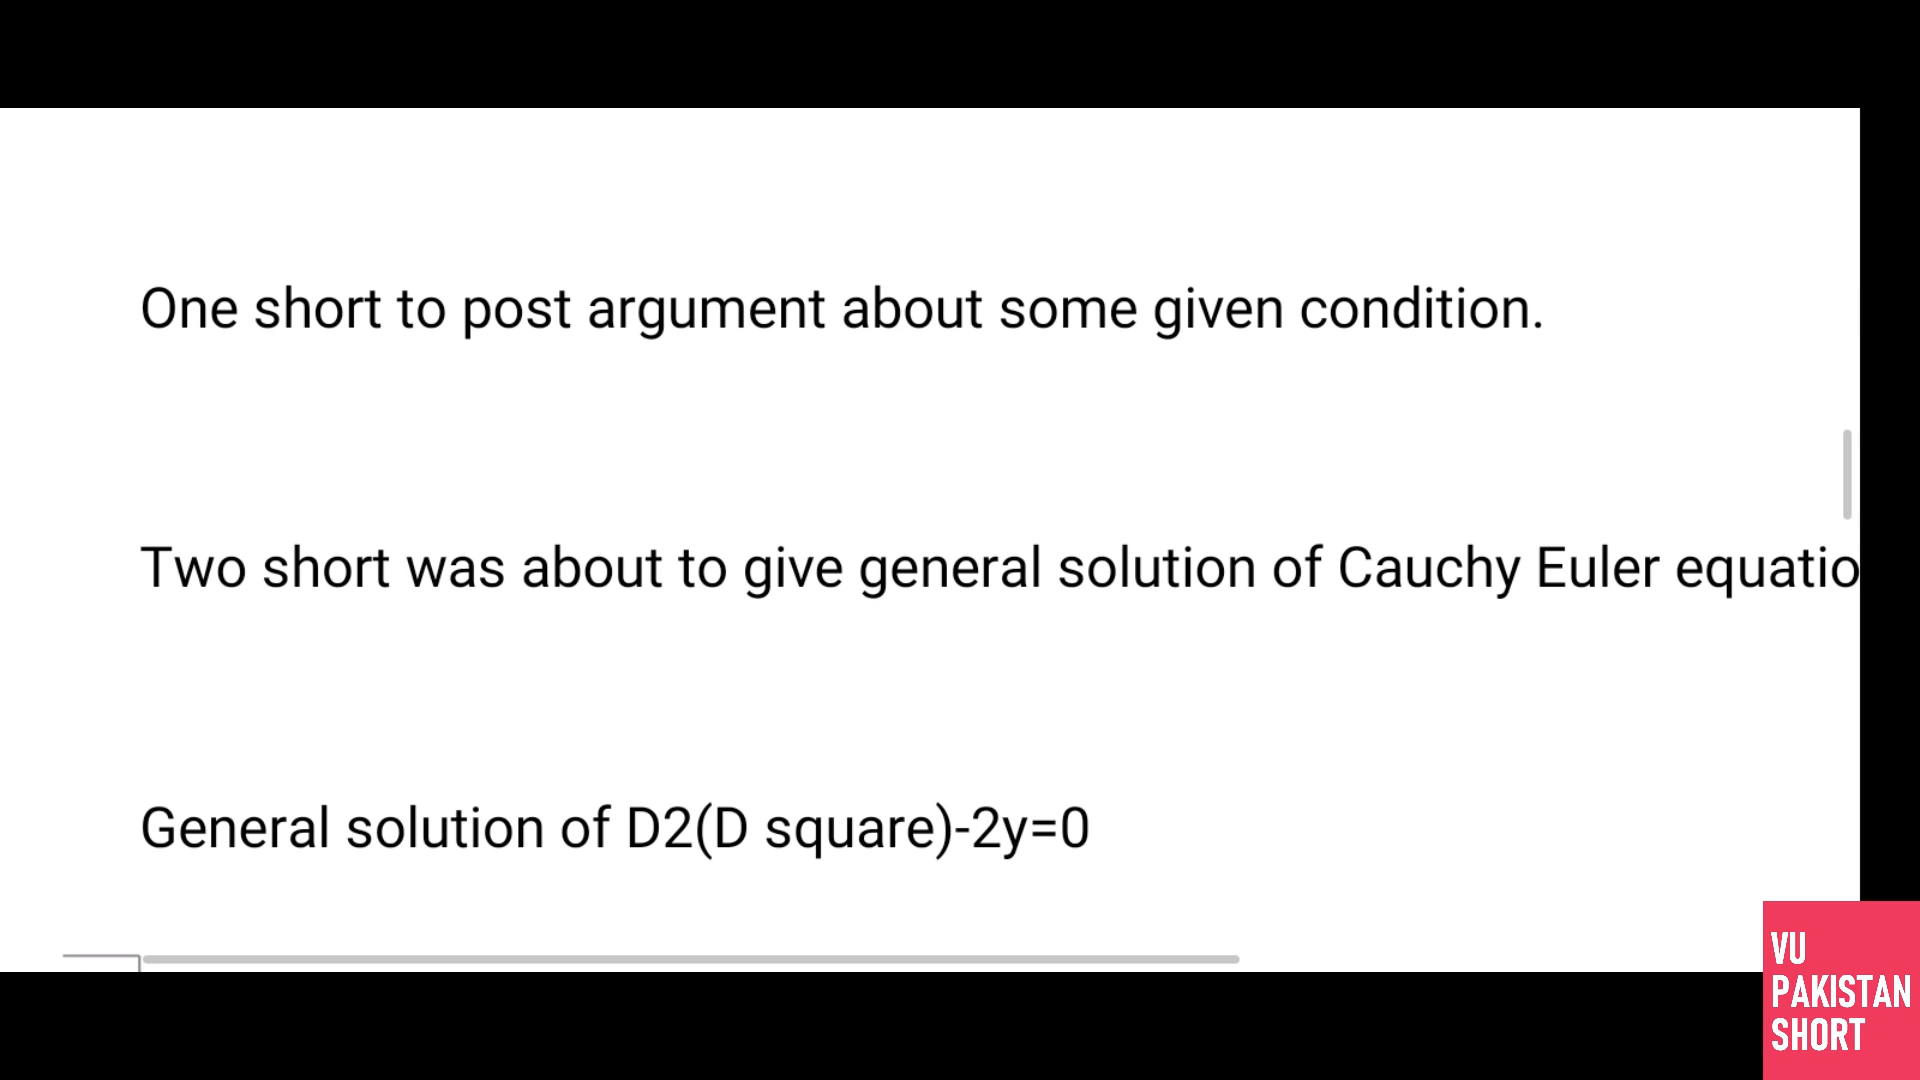 One short to post argument about some given condition.
Two short was about to give general solution of Cauchy Euler equatio
General solution of D2(D square)-2y=0
VU
PAKISTAN
SHORT